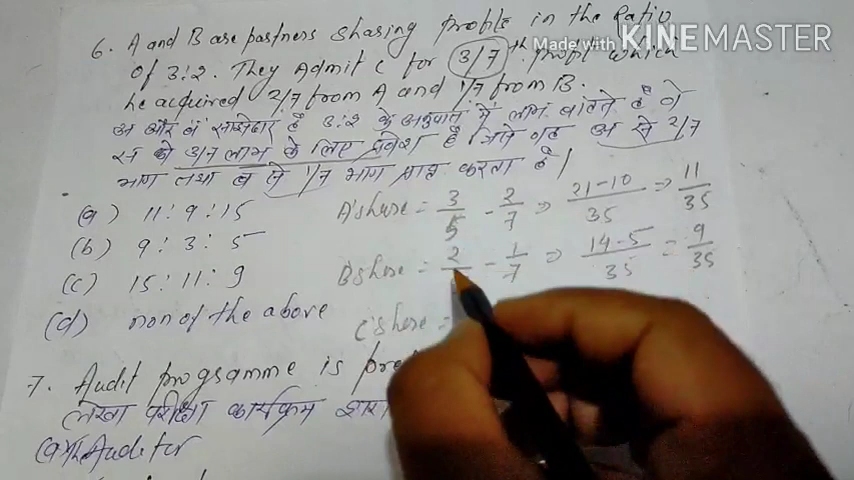 6. A and B are partners sharing profit in the Ratio
Made with KINEMASTER
of 3:2. They Admit C for 3/7th profit which
he acquired 2/7 from A and 1/7 from B.
अ और ब साझेदार है 3:2 के अनुपात में लाभ बांटते है वे
स को 3/7 लाभ के लिए प्रवेश है जिसे वह अ से 2/7
भाग तथा ब से 1/7 भाग प्राप्त करता है।
(a) 11:9:15
(b) 9:3:5
(c) 15:11:9
(d) non of the above
A's share = 3/5 - 2/7 ⇒ 21-10/35 ⇒ 11/35
B's share = 2/ - 1/7 ⇒ 14-5/35 = 9/35
C's share =
7. Audit programme is pre
लेखा परीक्षा कार्यक्रम
(a) The Auditor